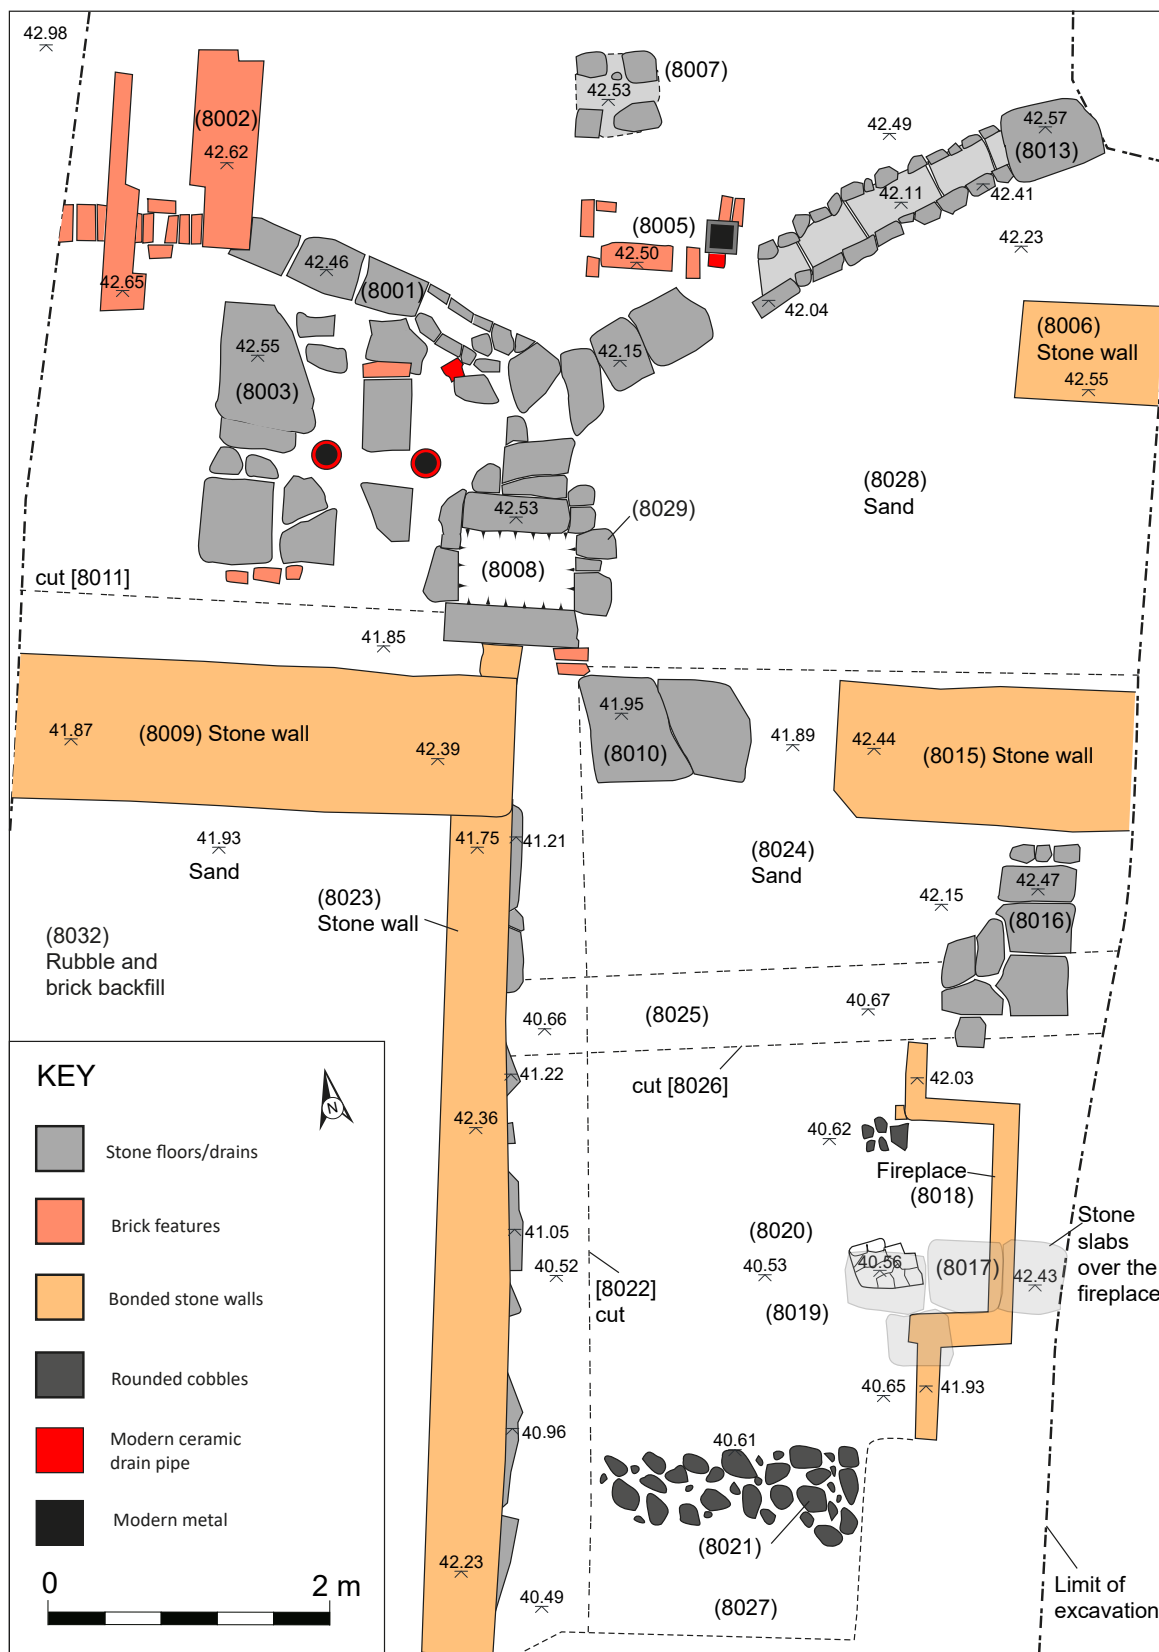 42.98
(8007)
42.53
(8002)
42.62
42.49
42.57
(8013)
42.11
42.41
(8005)
42.23
42.50
42.46
42.65
(8001)
42.04
(8006)
Stone wall
42.55
42.15
42.55
(8003)
(8028)
Sand
42.53
(8029)
(8008)
cut [8011]
41.85
41.95
41.87
(8009) Stone wall
42.39
(8010)
41.89
42.44
(8015) Stone wall
41.93
Sand
41.75
41.21
(8024)
Sand
42.47
42.15
(8016)
(8023)
Stone wall
(8032)
Rubble and
brick backfill
40.66
(8025)
40.67
41.22
cut [8026]
42.03
42.36
40.62
Fireplace
(8018)
41.05
40.52
(8020)
40.53
(8019)
40.56
(8017)
42.43
Stone
slabs
over the
fireplace
[8022]
cut
40.65
41.93
40.96
40.61
(8021)
42.23
40.49
(8027)
Limit of
excavation
KEY
N
Stone floors/drains
Brick features
Bonded stone walls
Rounded cobbles
Modern ceramic
drain pipe
Modern metal
0
2 m